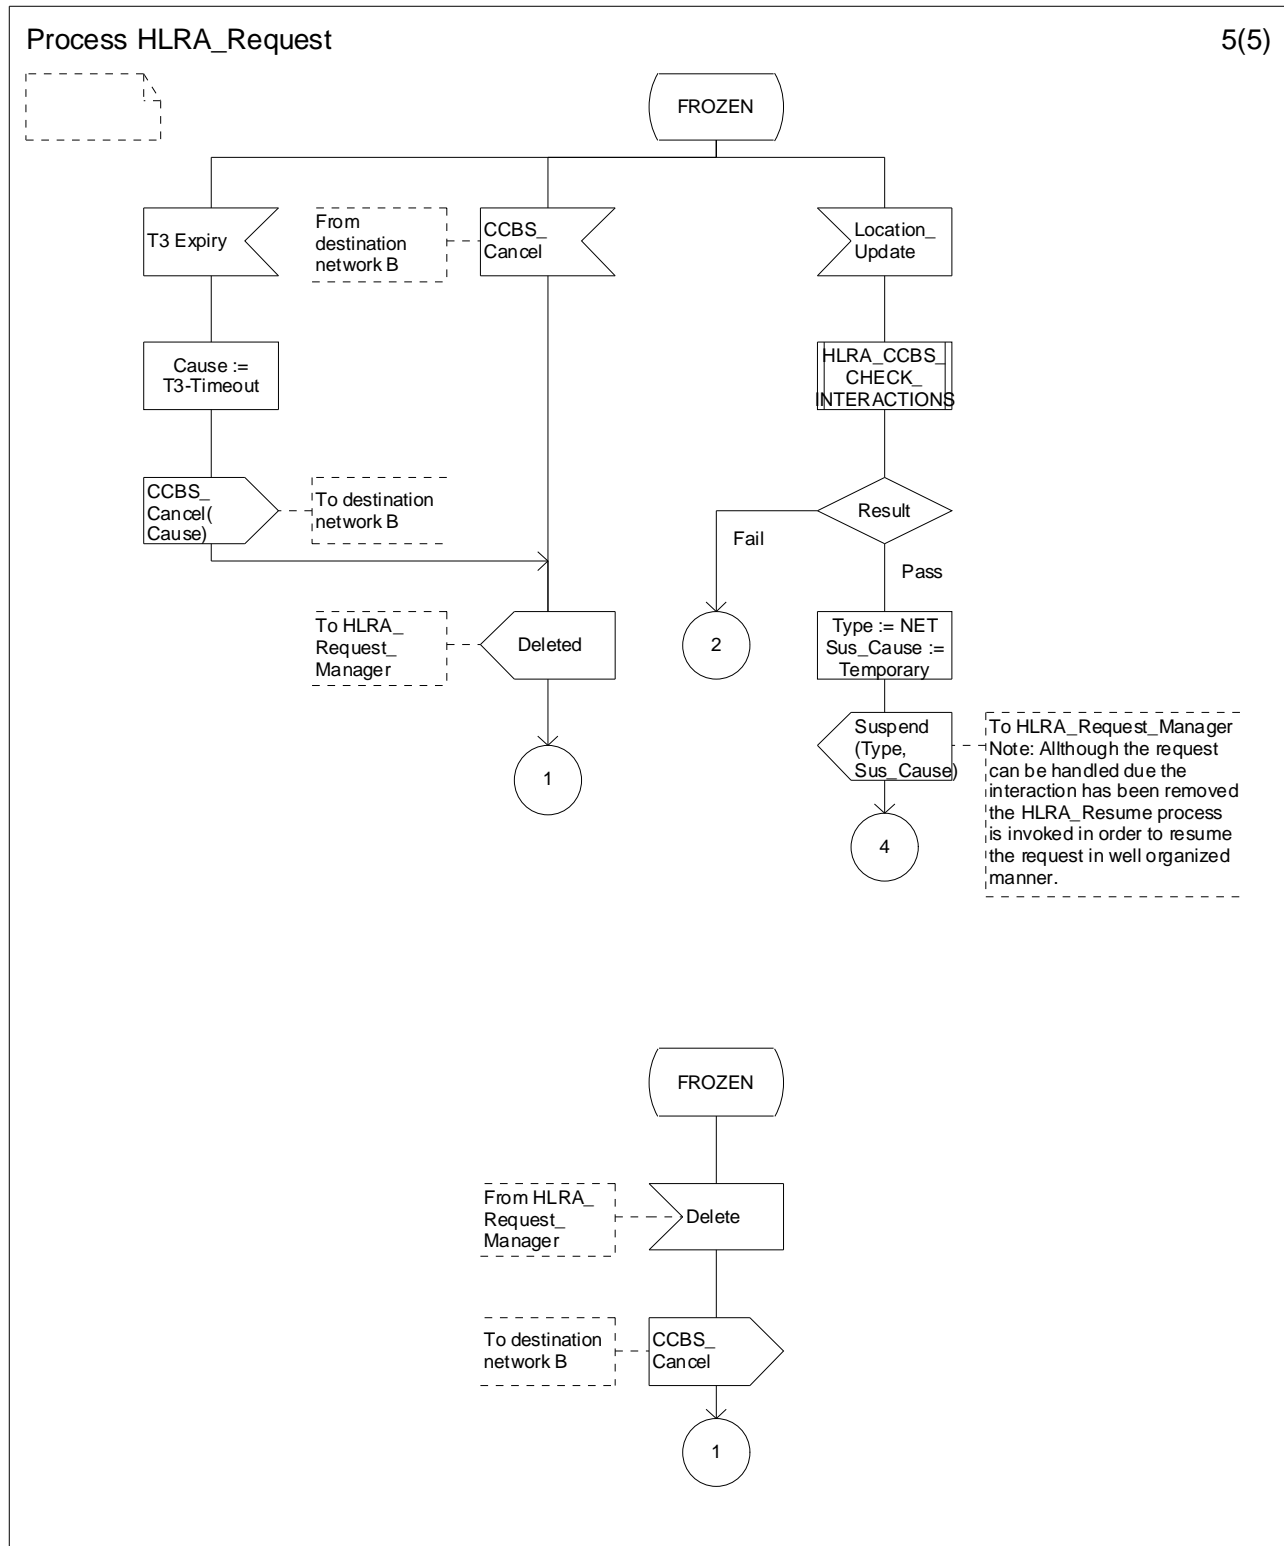 Process HLRA_Request
5(5)
FROZEN
T3 Expiry
From
destination
network B
CCBS_
Cancel
Location_
Update
Cause :=
T3-Timeout
HLRA_CCBS_
CHECK_
INTERACTIONS
CCBS_
Cancel(
Cause)
To destination
network B
Result
Fail
Pass
To HLRA_
Request_
Manager
Deleted
2
Type := NET
Sus_Cause :=
Temporary
Suspend
(Type,
Sus_Cause)
To HLRA_Request_Manager
Note: Allthough the request
can be handled due the
interaction has been removed
the HLRA_Resume process
is invoked in order to resume
the request in well organized
manner.
1
4
FROZEN
From HLRA_
Request_
Manager
Delete
To destination
network B
CCBS_
Cancel
1